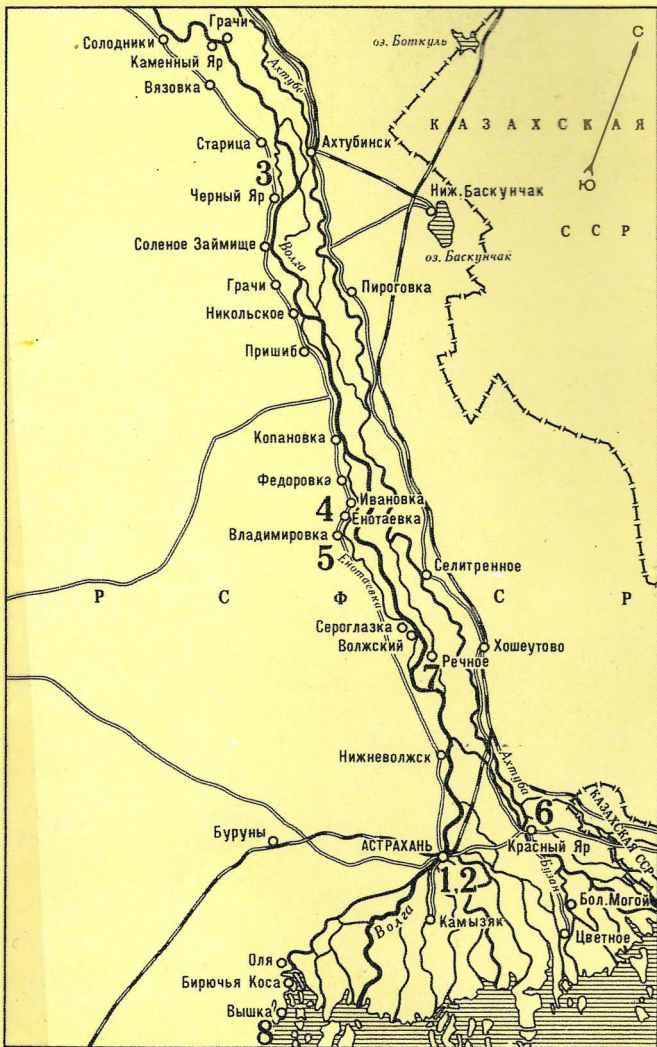 Грачи
Солодники
Каменный Яр
Вязовка
Ахтуба
оз. Боткуль
С
КАЗАХСКАЯ
Старица
Ахтубинск
3
Ю
Ниж. Баскунчак
Черный Яр
ССР
Соленое Займище
Волга
оз. Баскунчак
Грачи
Пироговка
Никольское
Пришиб
Копановка
Федоровка
Ивановка
4
Енотаевка
Владимировка
5
Енотаевка
Селитренное
Р С Ф С Р
Сероглазка
Волжский
Хошеутово
Речное
7
Нижневолжск
Ахтуба
КАЗАХСКАЯ ССР
6
Буруны
АСТРАХАНЬ
Красный Яр
1,2
Бузан
Бол. Могой
Волга
Камызяк
Цветное
Оля
Бирючья Коса
Вышка
8